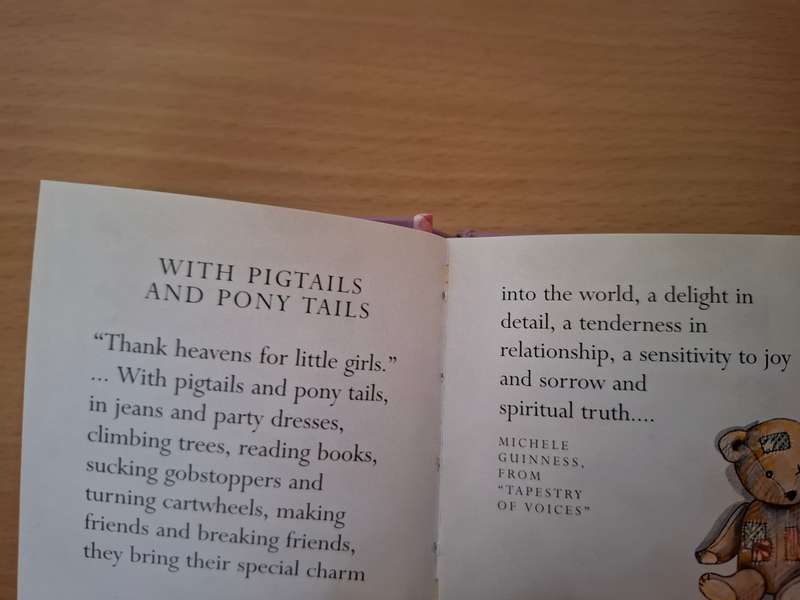 WITH PIGTAILS
AND PONY TAILS
“Thank heavens for little girls.”
... With pigtails and pony tails,
in jeans and party dresses,
climbing trees, reading books,
sucking gobstoppers and
turning cartwheels, making
friends and breaking friends,
they bring their special charm
into the world, a delight in
detail, a tenderness in
relationship, a sensitivity to joy
and sorrow and
spiritual truth....
MICHELE
GUINNESS,
FROM
“TAPESTRY
OF VOICES”